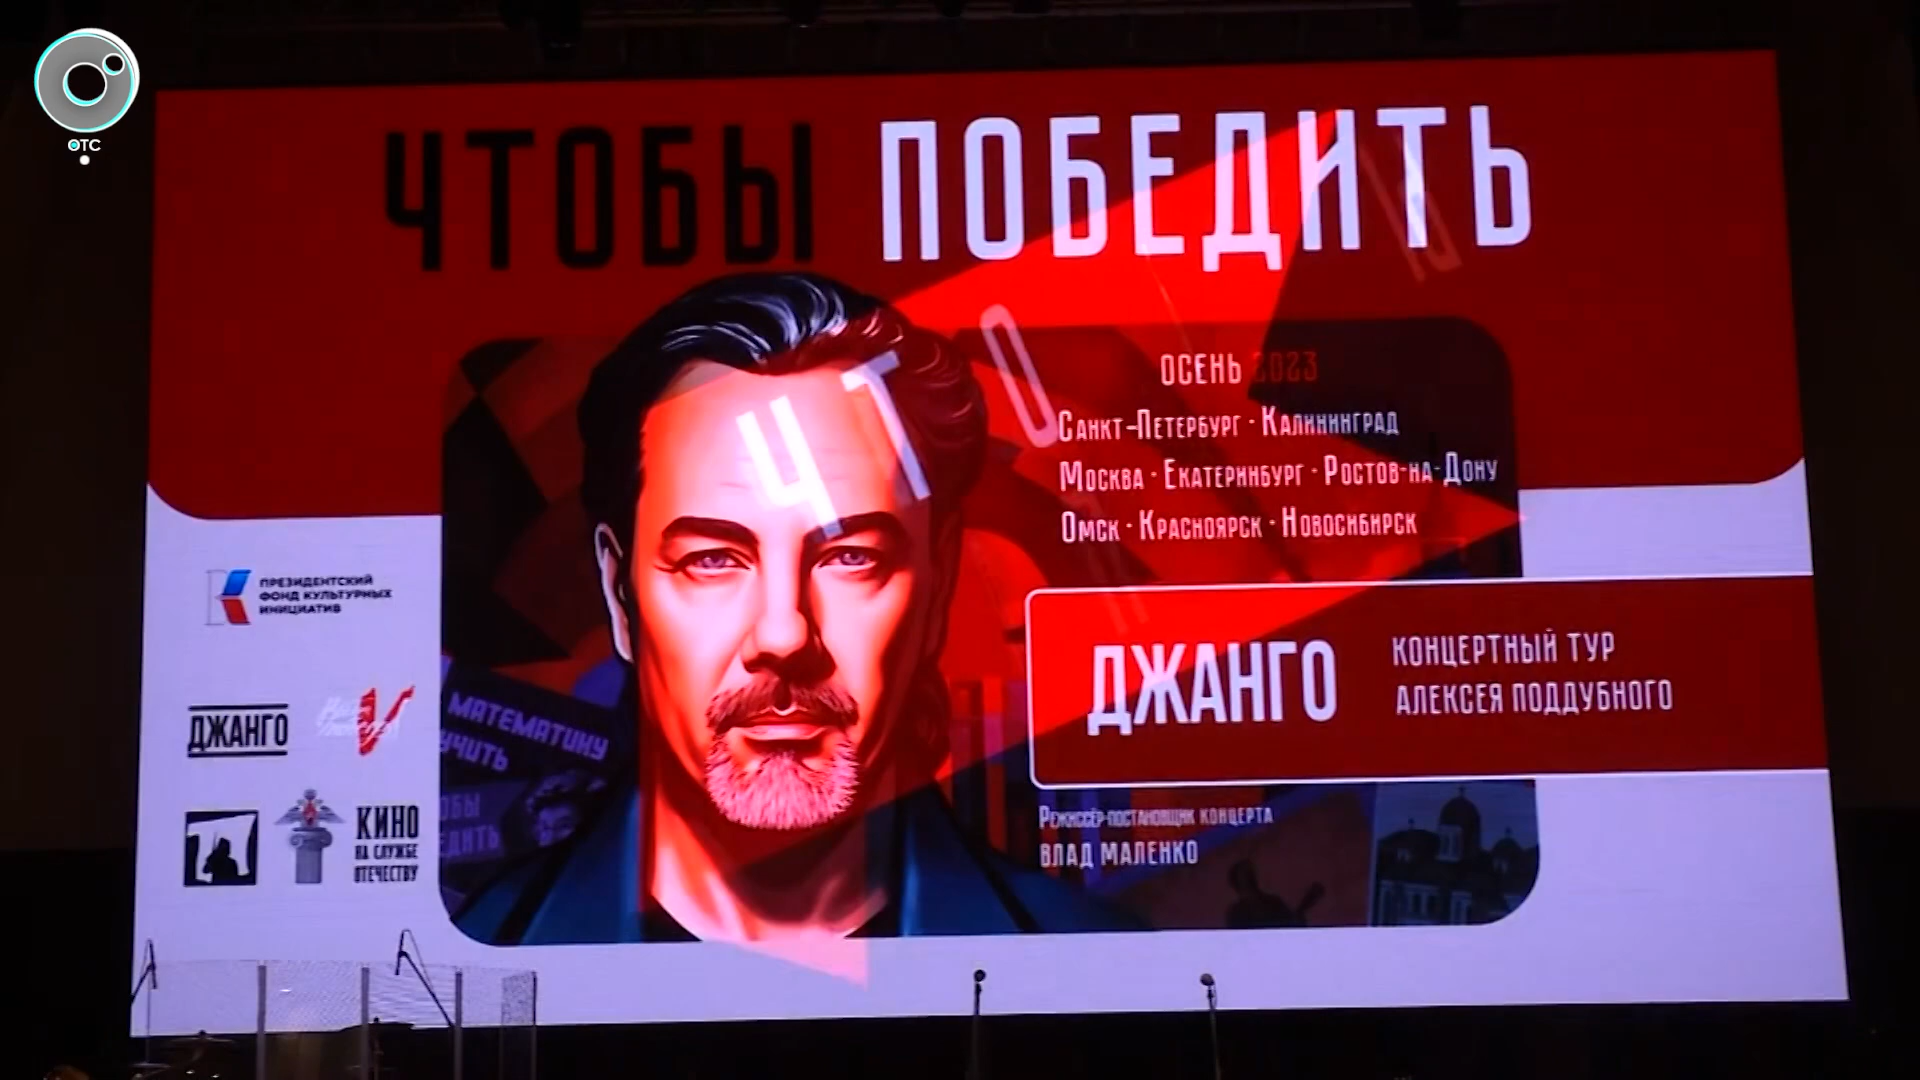 ОТС
ЧТОБЫ ПОБЕДИТЬ
ЧТО
ОСЕНЬ 2023
САНКТ-ПЕТЕРБУРГ · КАЛИНИНГРАД
МОСКВА · ЕКАТЕРИНБУРГ · РОСТОВ-НА-ДОНУ
ОМСК · КРАСНОЯРСК · НОВОСИБИРСК
ПРЕЗИДЕНТСКИЙ
ФОНД КУЛЬТУРНЫХ
ИНИЦИАТИВ
ДЖАНГО
КОНЦЕРТНЫЙ ТУР
АЛЕКСЕЯ ПОДДУБНОГО
ДЖАНГО
МАТЕМАТИКУ
УЧИТЬ
ОБЫ
ЕДИТЬ
КИНО
НА СЛУЖБЕ
ОТЕЧЕСТВУ
РЕЖИССЁР-ПОСТАНОВЩИК КОНЦЕРТА
ВЛАД МАЛЕНКО